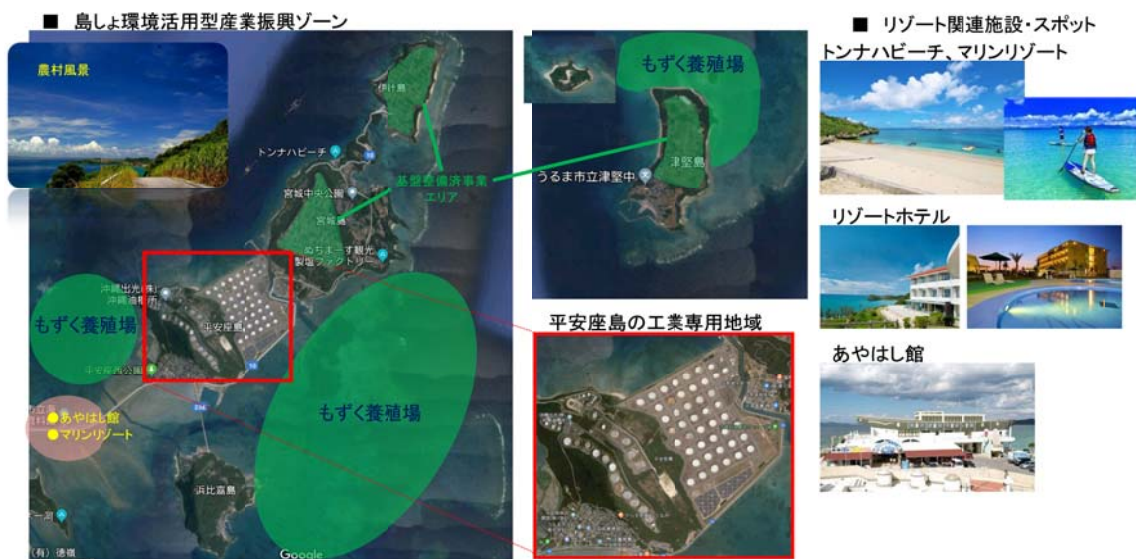 ■ 島しょ環境活用型産業振興ゾーン
農村風景
伊計島
トンナハビーチ
10
宮城中央公園
宮城島
基盤整備済事業
エリア
ぬちまーす観光
製塩ファクトリー
沖縄出光(株)
沖縄油槽所
もずく養殖場
平安座島
平安座西公園
10
238
●あやはし館
●マリンリゾート
もずく養殖場
浜比嘉島
(有)徳嶺
Google
もずく養殖場
津堅島
うるま市立津堅中
平安座島の工業専用地域
■ リゾート関連施設・スポット
トンナハビーチ、マリンリゾート
リゾートホテル
あやはし館